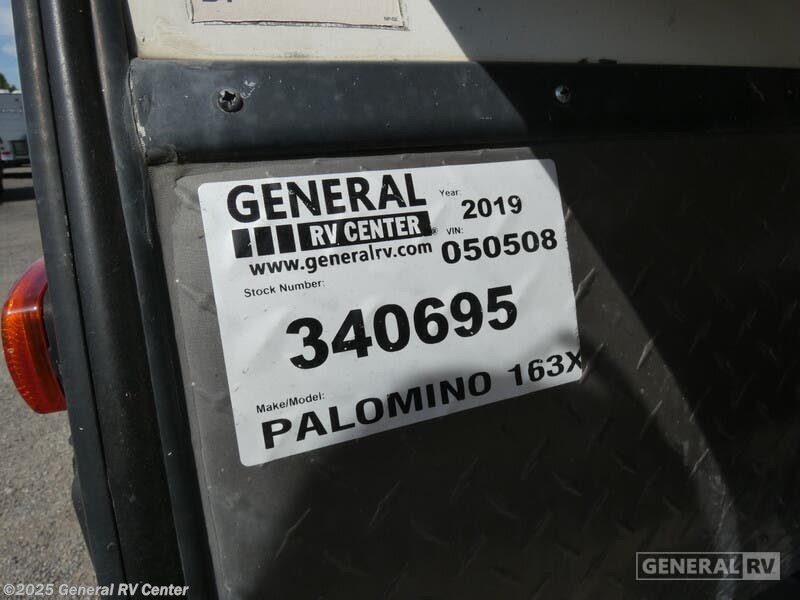 GENERAL
RV CENTER®
www.generalrv.com
Year:
2019
VIN:
050508
Stock Number:
340695
Make/Model:
PALOMINO 163X
GENERAL RV
©2025 General RV Center